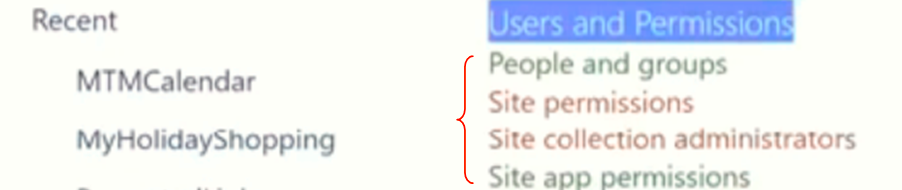 Recent
MTMCalendar
MyHolidayShopping
Users and Permissions
People and groups
Site permissions
Site collection administrators
Site app permissions